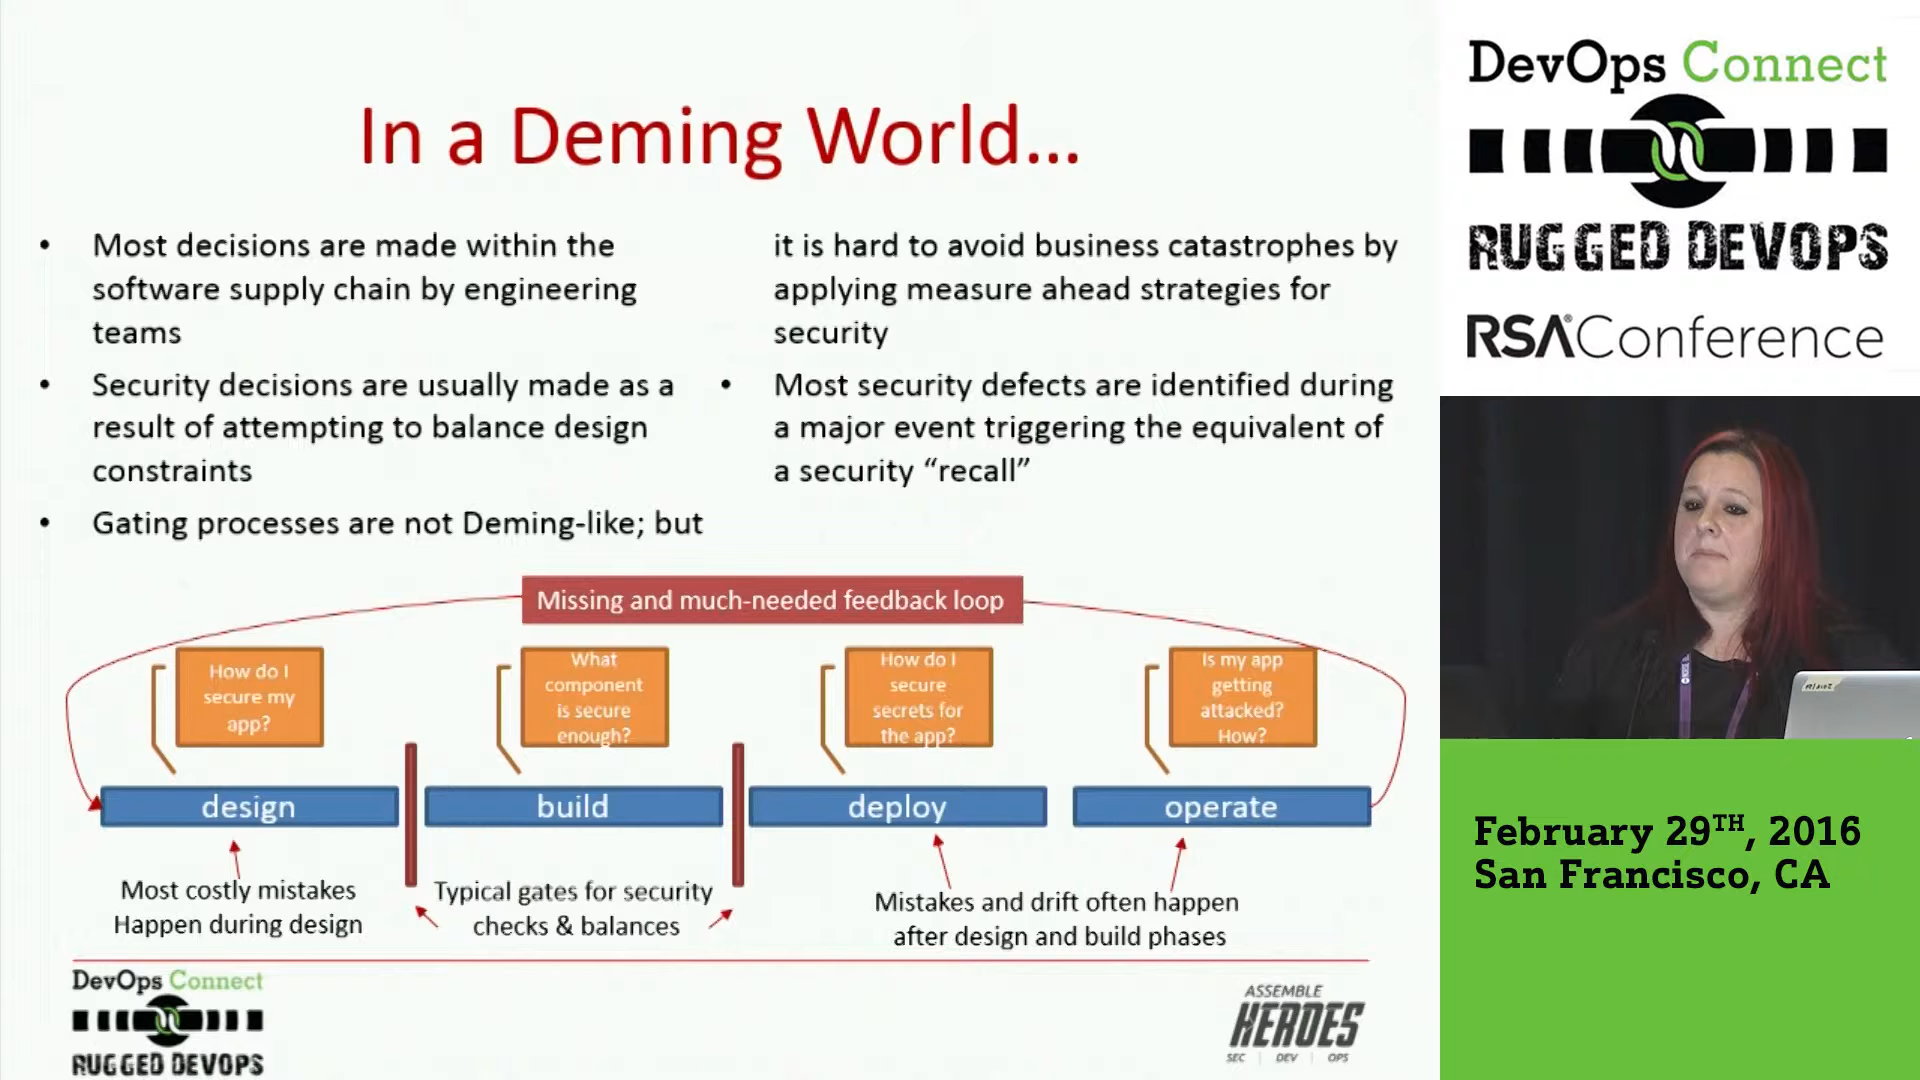 In a Deming World...
• Most decisions are made within the
software supply chain by engineering
teams
• Security decisions are usually made as a
result of attempting to balance design
constraints
• Gating processes are not Deming-like; but
it is hard to avoid business catastrophes by
applying measure ahead strategies for
security
• Most security defects are identified during
a major event triggering the equivalent of
a security “recall”
Missing and much-needed feedback loop
How do I
secure my
app?
What
component
is secure
enough?
How do I
secure
secrets for
the app?
Is my app
getting
attacked?
How?
design
build
deploy
operate
Most costly mistakes
Happen during design
Typical gates for security
checks & balances
Mistakes and drift often happen
after design and build phases
DevOps Connect
RUGGED DEVOPS
ASSEMBLE
HEROES
SEC | DEV | OPS
DevOps Connect
RUGGED DEVOPS
RSA®Conference
February 29TH, 2016
San Francisco, CA